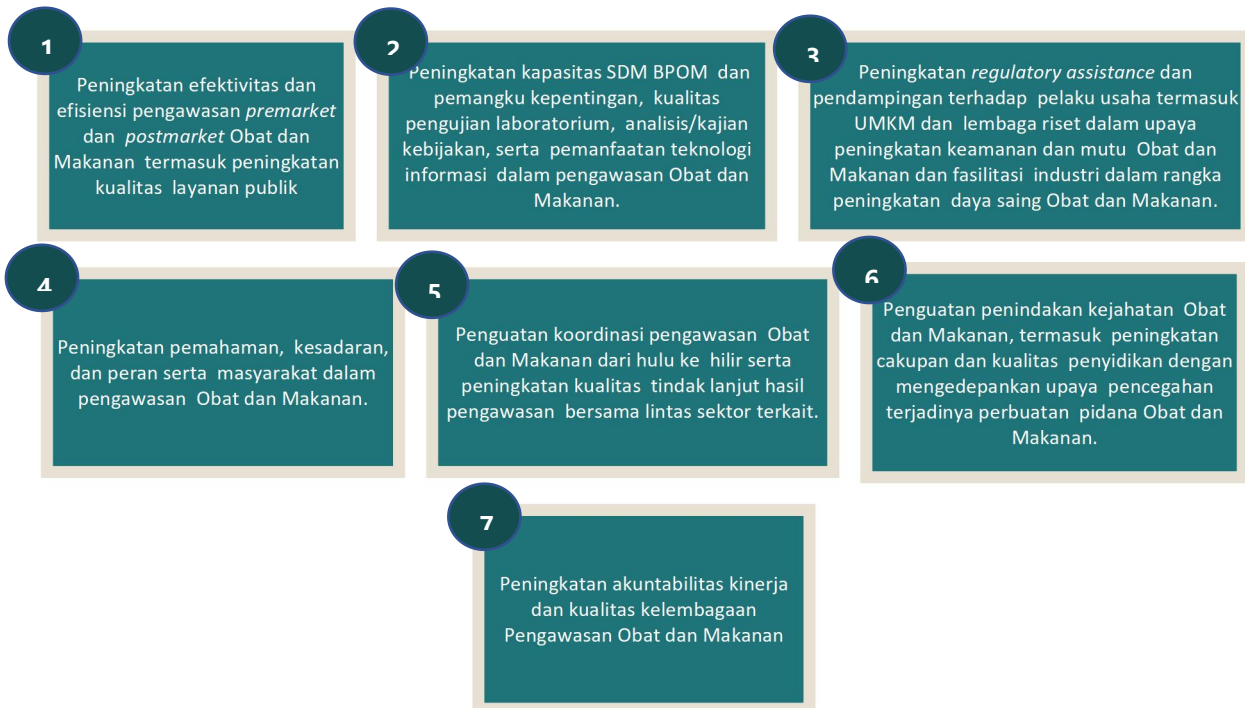 1
Peningkatan efektivitas dan
efisiensi pengawasan premarket
dan postmarket Obat dan
Makanan termasuk peningkatan
kualitas layanan publik
2
Peningkatan kapasitas SDM BPOM dan
pemangku kepentingan, kualitas
pengujian laboratorium, analisis/kajian
kebijakan, serta pemanfaatan teknologi
informasi dalam pengawasan Obat dan
Makanan.
3
Peningkatan regulatory assistance dan
pendampingan terhadap pelaku usaha termasuk
UMKM dan lembaga riset dalam upaya
peningkatan keamanan dan mutu Obat dan
Makanan dan fasilitasi industri dalam rangka
peningkatan daya saing Obat dan Makanan.
4
Peningkatan pemahaman, kesadaran,
dan peran serta masyarakat dalam
pengawasan Obat dan Makanan.
5
Penguatan koordinasi pengawasan Obat
dan Makanan dari hulu ke hilir serta
peningkatan kualitas tindak lanjut hasil
pengawasan bersama lintas sektor terkait.
6
Penguatan penindakan kejahatan Obat
dan Makanan, termasuk peningkatan
cakupan dan kualitas penyidikan dengan
mengedepankan upaya pencegahan
terjadinya perbuatan pidana Obat dan
Makanan.
7
Peningkatan akuntabilitas kinerja
dan kualitas kelembagaan
Pengawasan Obat dan Makanan